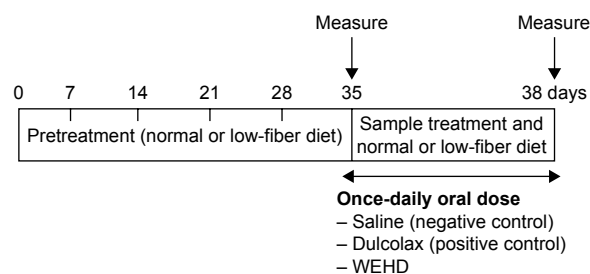 Measure Measure
0 7 14 21 28 35 38 days
Pretreatment (normal or low-fiber diet)
Sample treatment and
normal or low-fiber diet
Once-daily oral dose
– Saline (negative control)
– Dulcolax (positive control)
– WEHD